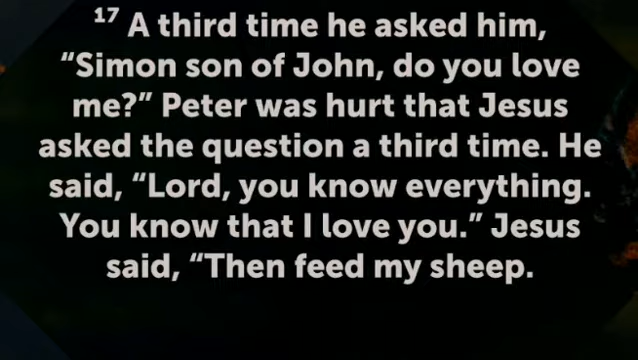 ¹⁷ A third time he asked him,
“Simon son of John, do you love
me?” Peter was hurt that Jesus
asked the question a third time. He
said, “Lord, you know everything.
You know that I love you.” Jesus
said, “Then feed my sheep.